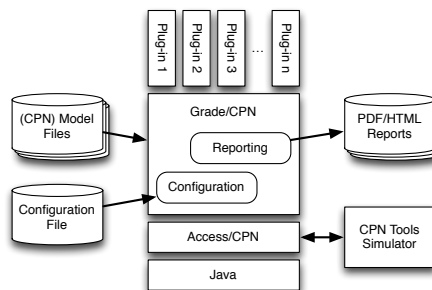 Plug-in 1
Plug-in 2
Plug-in 3
...
Plug-in n
(CPN) Model
Files
Grade/CPN
Reporting
PDF/HTML
Reports
Configuration
Configuration
File
Access/CPN
CPN Tools
Simulator
Java